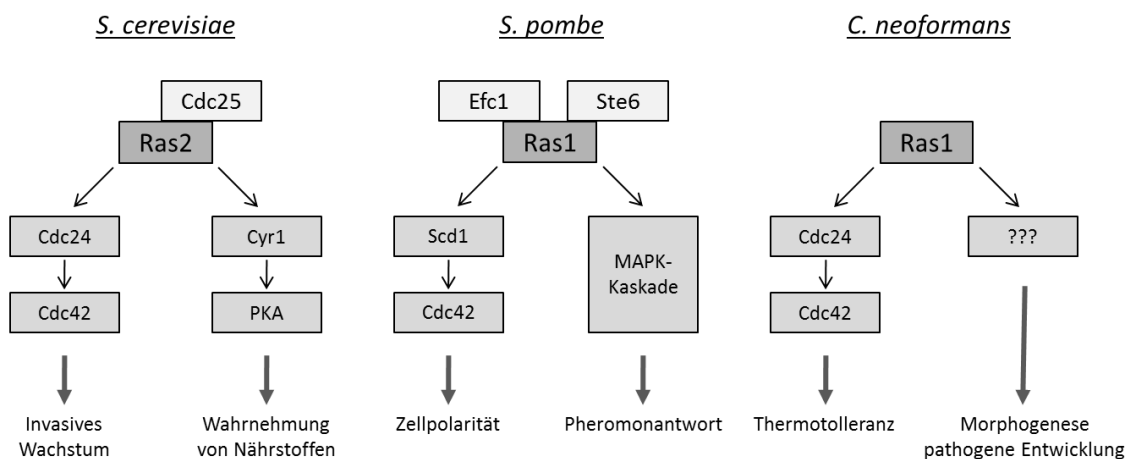 S. cerevisiae
Cdc25
Ras2
Cdc24
Cyr1
Cdc42
PKA
Invasives
Wachstum
Wahrnehmung
von Nährstoffen
S. pombe
Efc1
Ste6
Ras1
Scd1
MAPK-
Kaskade
Cdc42
Zellpolarität
Pheromonantwort
C. neoformans
Ras1
Cdc24
???
Cdc42
Thermotolleranz
Morphogenese
pathogene Entwicklung